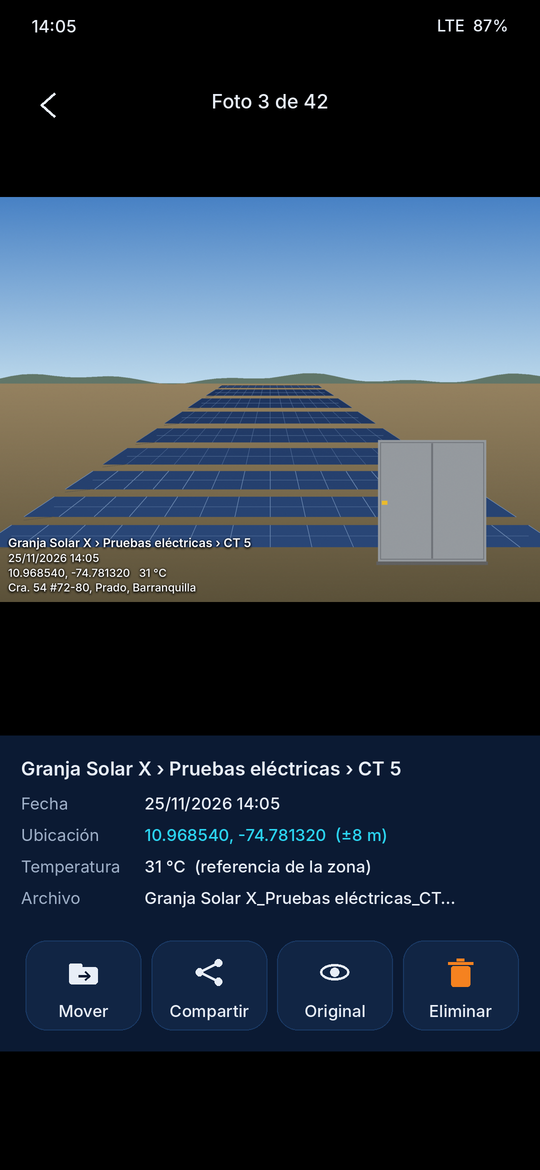 14:05
LTE 87%
Foto 3 de 42
Granja Solar X › Pruebas eléctricas › CT 5
25/11/2026 14:05
10.968540, -74.781320 31 °C
Cra. 54 #72-80, Prado, Barranquilla
Granja Solar X › Pruebas eléctricas › CT 5
Fecha 25/11/2026 14:05
Ubicación 10.968540, -74.781320 (±8 m)
Temperatura 31 °C (referencia de la zona)
Archivo Granja Solar X_Pruebas eléctricas_CT...
Mover Compartir Original Eliminar